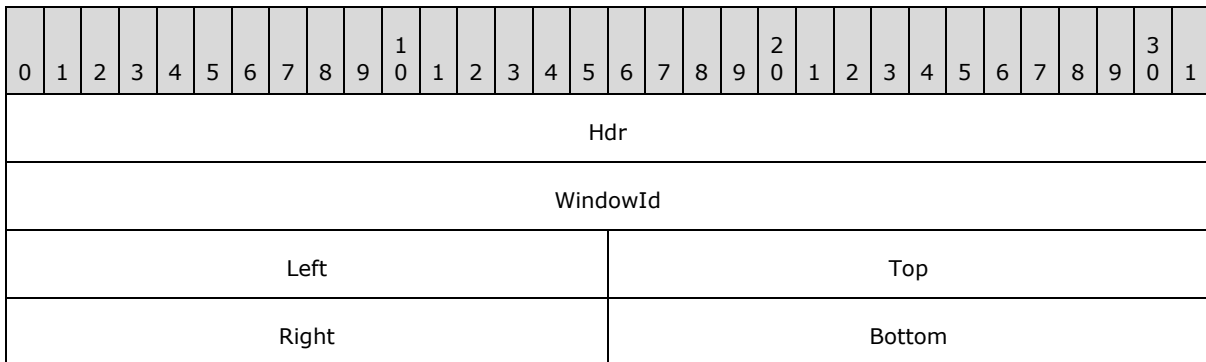 1 2 3
0 1 2 3 4 5 6 7 8 9 0 1 2 3 4 5 6 7 8 9 0 1 2 3 4 5 6 7 8 9 0 1
Hdr
WindowId
Left Top
Right Bottom